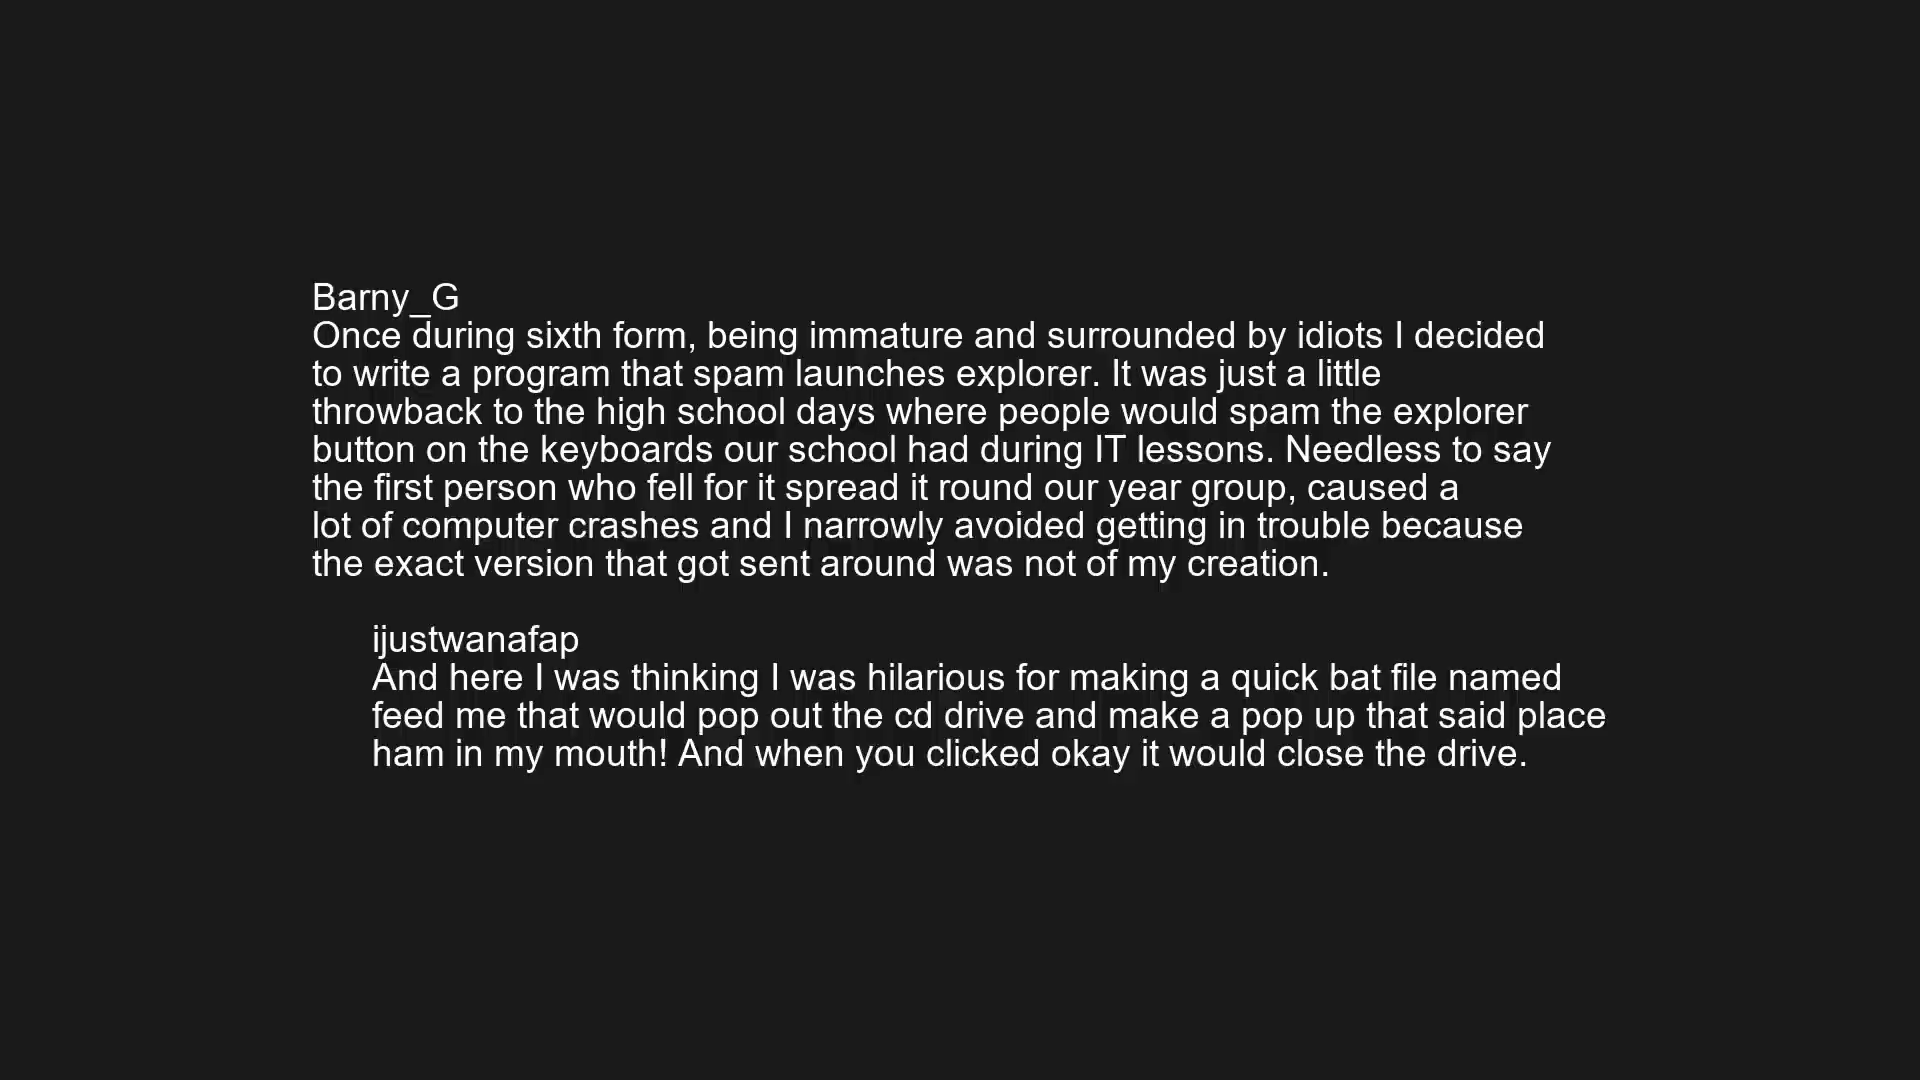 Barny_G
Once during sixth form, being immature and surrounded by idiots I decided
to write a program that spam launches explorer. It was just a little
throwback to the high school days where people would spam the explorer
button on the keyboards our school had during IT lessons. Needless to say
the first person who fell for it spread it round our year group, caused a
lot of computer crashes and I narrowly avoided getting in trouble because
the exact version that got sent around was not of my creation.
ijustwanafap
And here I was thinking I was hilarious for making a quick bat file named
feed me that would pop out the cd drive and make a pop up that said place
ham in my mouth! And when you clicked okay it would close the drive.